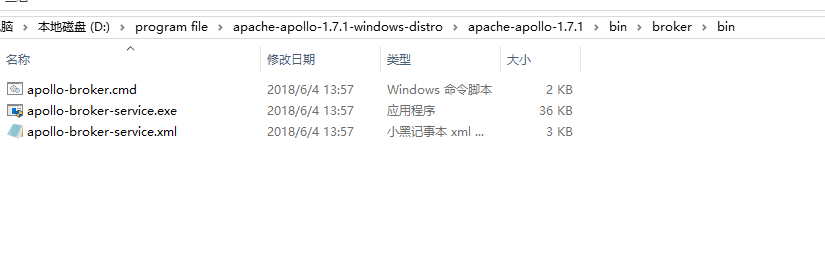 脑 › 本地磁盘 (D:) › program file › apache-apollo-1.7.1-windows-distro › apache-apollo-1.7.1 › bin › broker › bin
名称 修改日期 类型 大小
apollo-broker.cmd 2018/6/4 13:57 Windows 命令脚本 2 KB
apollo-broker-service.exe 2018/6/4 13:57 应用程序 36 KB
apollo-broker-service.xml 2018/6/4 13:57 小黑记事本 xml ... 3 KB